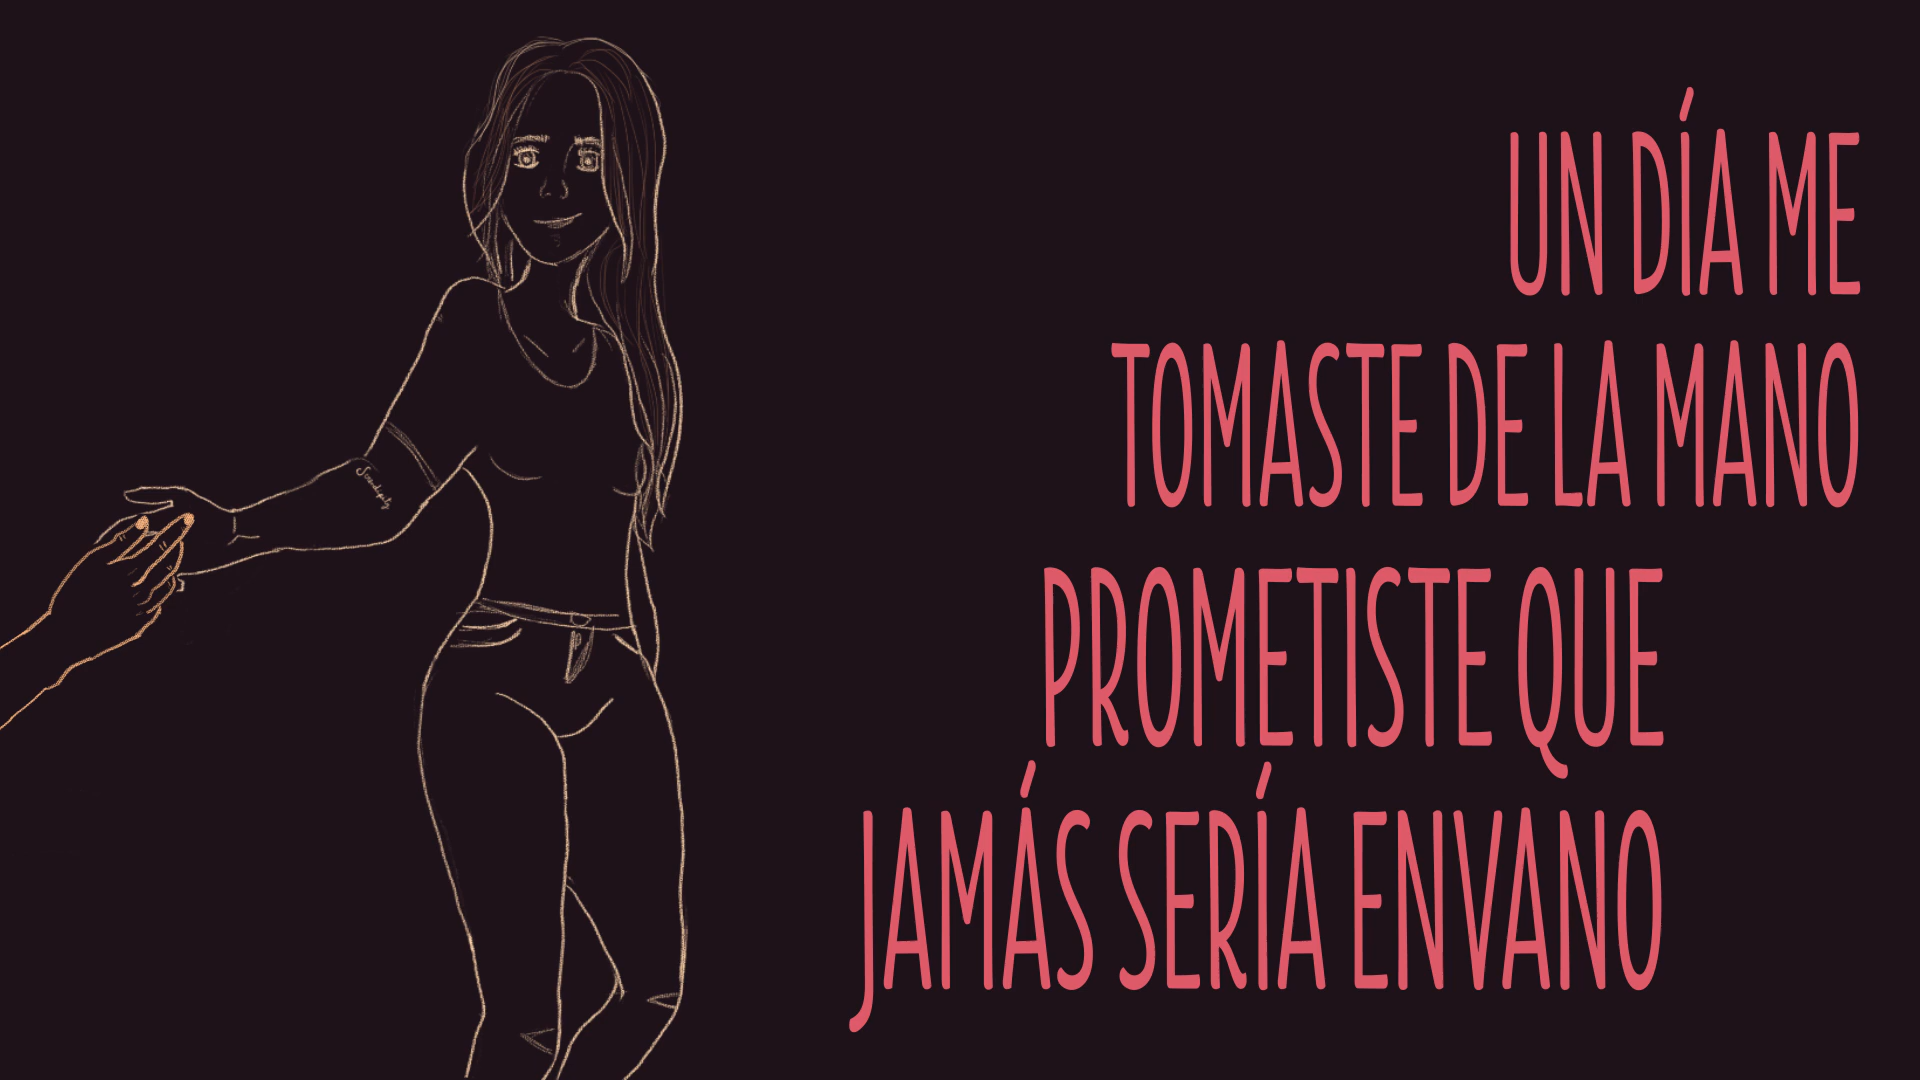 UN DÍA ME
TOMASTE DE LA MANO
PROMETISTE QUE
JAMÁS SERÍA ENVANO